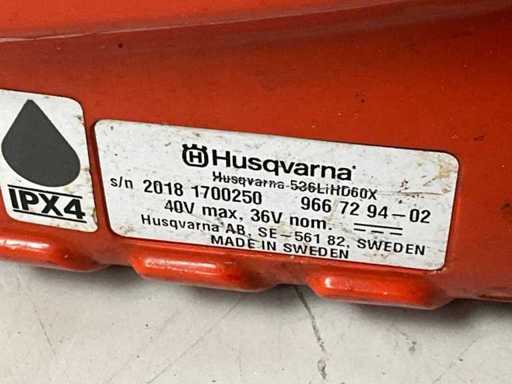 IPX4
Husqvarna
Husqvarna 536LiHD60X
s/n 2018 1700250 966 72 94-02
40V max, 36V nom.
Husqvarna AB, SE-561 82, SWEDEN
MADE IN SWEDEN